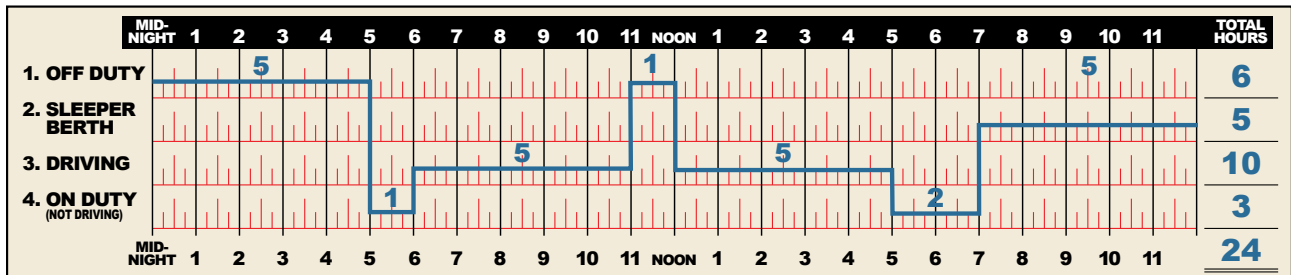 MID-
NIGHT 1 2 3 4 5 6 7 8 9 10 11 NOON 1 2 3 4 5 6 7 8 9 10 11
TOTAL
HOURS
1. OFF DUTY 5 1 5 6
2. SLEEPER
BERTH 5
3. DRIVING 5 5 10
4. ON DUTY 1 2 3
(NOT DRIVING)
MID-
NIGHT 1 2 3 4 5 6 7 8 9 10 11 NOON 1 2 3 4 5 6 7 8 9 10 11 24